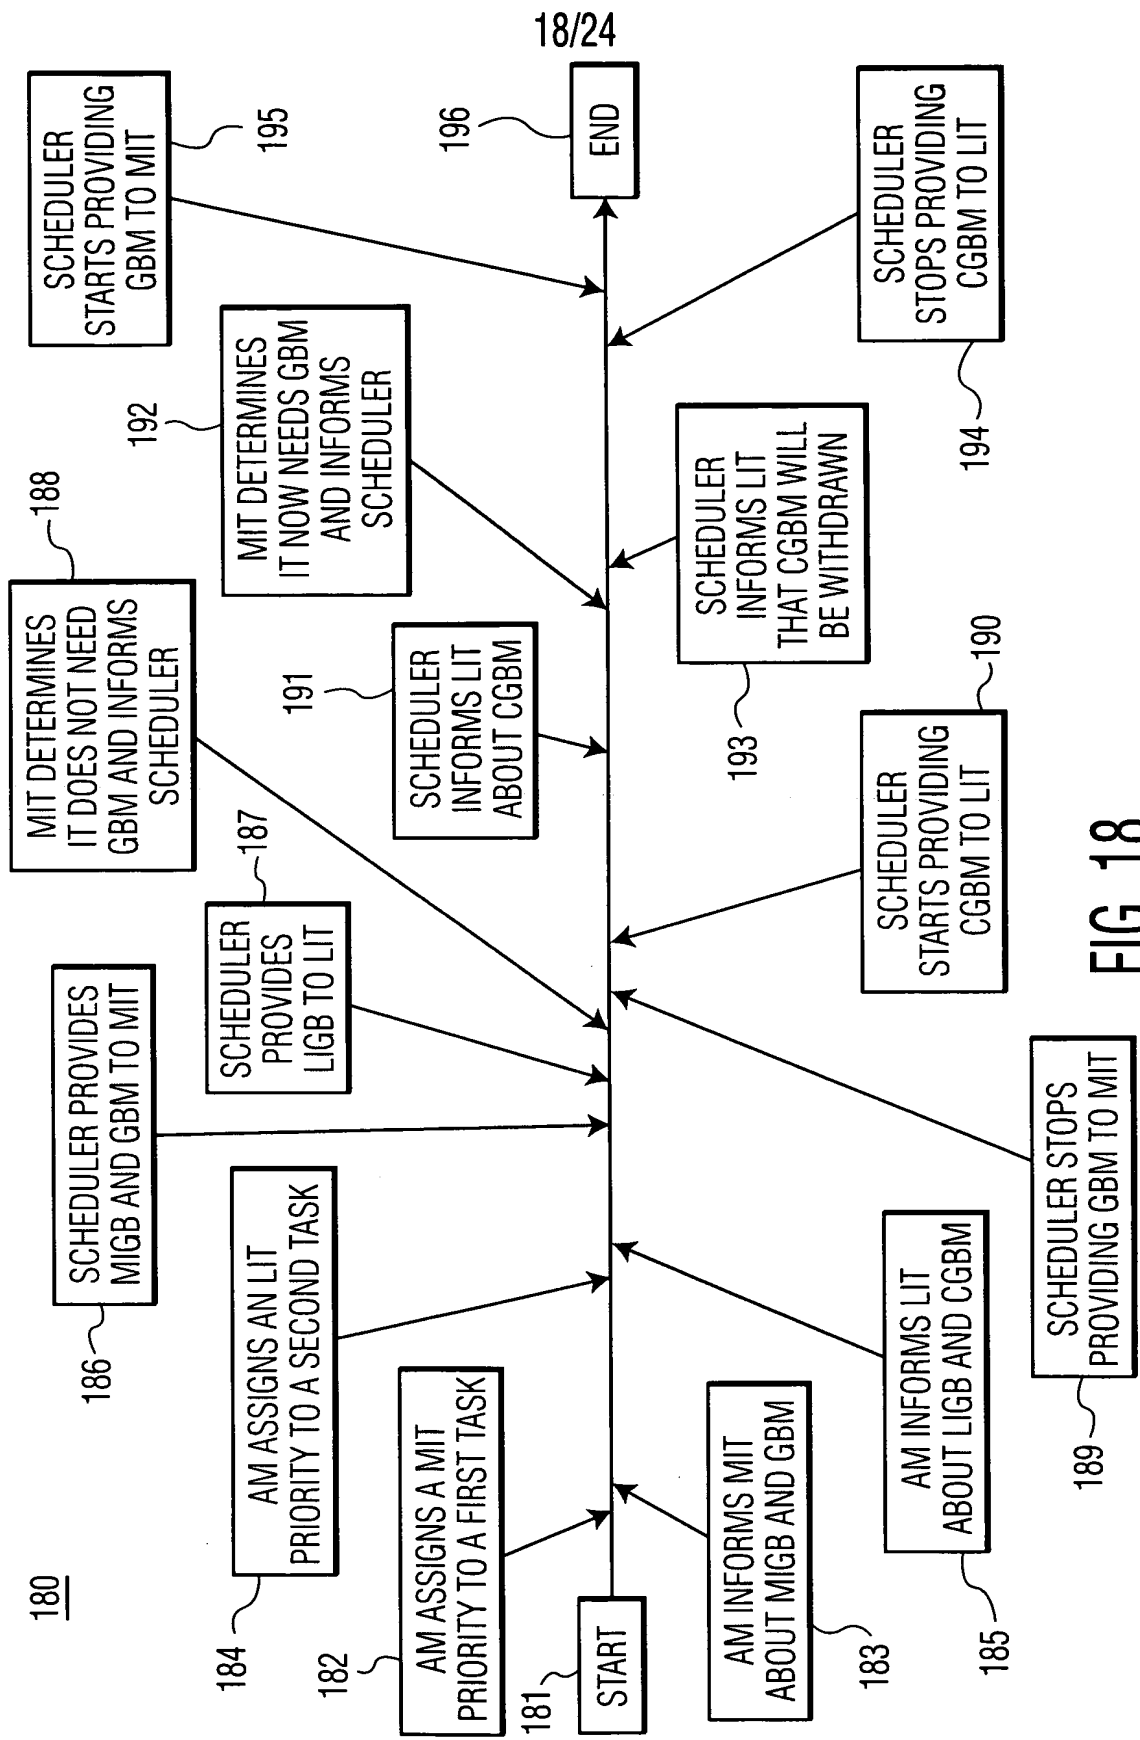 18/24
180
181
START
182
AM ASSIGNS A MIT
PRIORITY TO A FIRST TASK
183
AM INFORMS MIT
ABOUT MIGB AND GBM
184
AM ASSIGNS AN LIT
PRIORITY TO A SECOND TASK
185
AM INFORMS LIT
ABOUT LIGB AND CGBM
186
SCHEDULER PROVIDES
MIGB AND GBM TO MIT
187
SCHEDULER
PROVIDES
LIGB TO LIT
188
MIT DETERMINES
IT DOES NOT NEED
GBM AND INFORMS
SCHEDULER
189
SCHEDULER STOPS
PROVIDING GBM TO MIT
190
SCHEDULER
STARTS PROVIDING
CGBM TO LIT
191
SCHEDULER
INFORMS LIT
ABOUT CGBM
192
MIT DETERMINES
IT NOW NEEDS GBM
AND INFORMS
SCHEDULER
193
SCHEDULER
INFORMS LIT
THAT CGBM WILL
BE WITHDRAWN
194
SCHEDULER
STOPS PROVIDING
CGBM TO LIT
195
SCHEDULER
STARTS PROVIDING
GBM TO MIT
196
END
FIG. 18